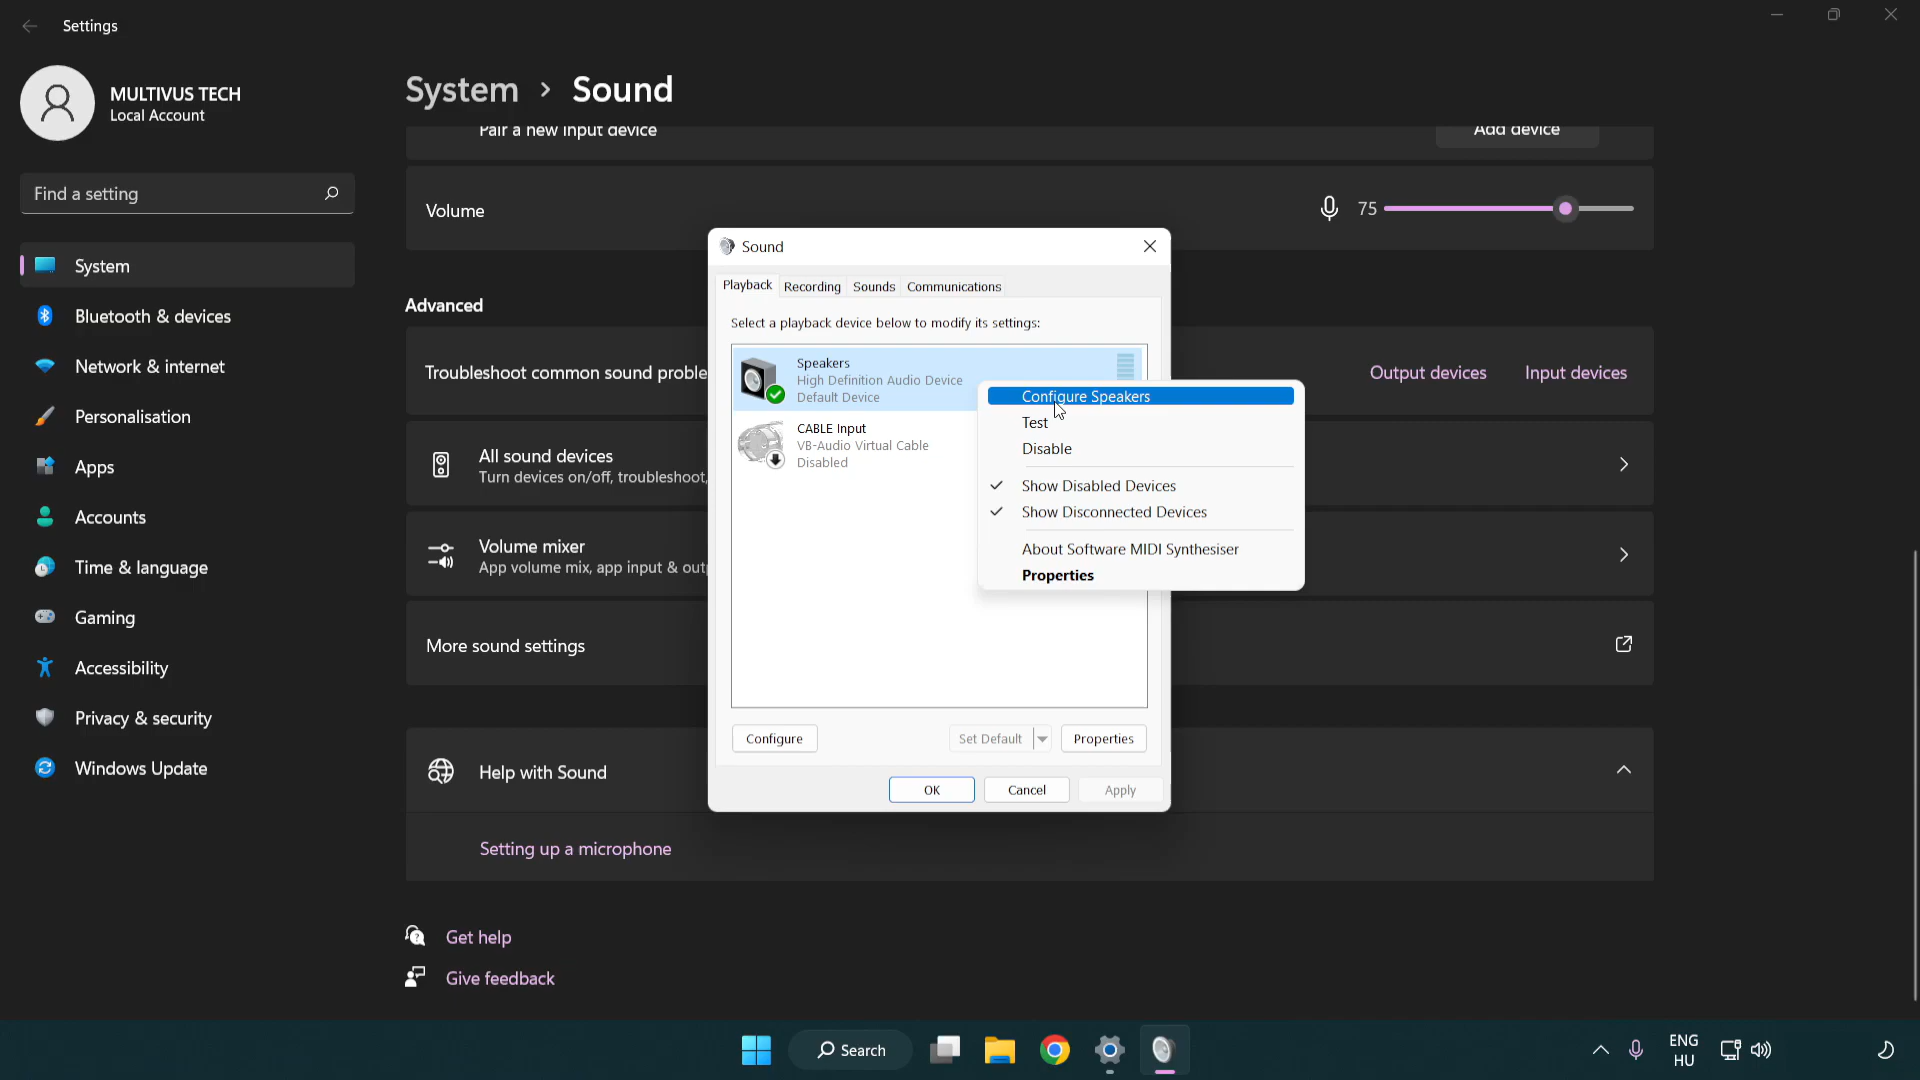 Settings
MULTIVUS TECH
Local Account
Find a setting
System
Bluetooth & devices
Network & internet
Personalisation
Apps
Accounts
Time & language
Gaming
Accessibility
Privacy & security
Windows Update
System > Sound
Pair a new input device
Add device
Volume
75
Advanced
Troubleshoot common sound proble
Output devices
Input devices
All sound devices
Turn devices on/off, troubleshoot,
Volume mixer
App volume mix, app input & outp
More sound settings
Help with Sound
Setting up a microphone
Get help
Give feedback
Sound
Playback Recording Sounds Communications
Select a playback device below to modify its settings:
Speakers
High Definition Audio Device
Default Device
CABLE Input
VB-Audio Virtual Cable
Disabled
Configure Speakers
Test
Disable
Show Disabled Devices
Show Disconnected Devices
About Software MIDI Synthesiser
Properties
Configure
Set Default
Properties
OK
Cancel
Apply
Search
ENG
HU